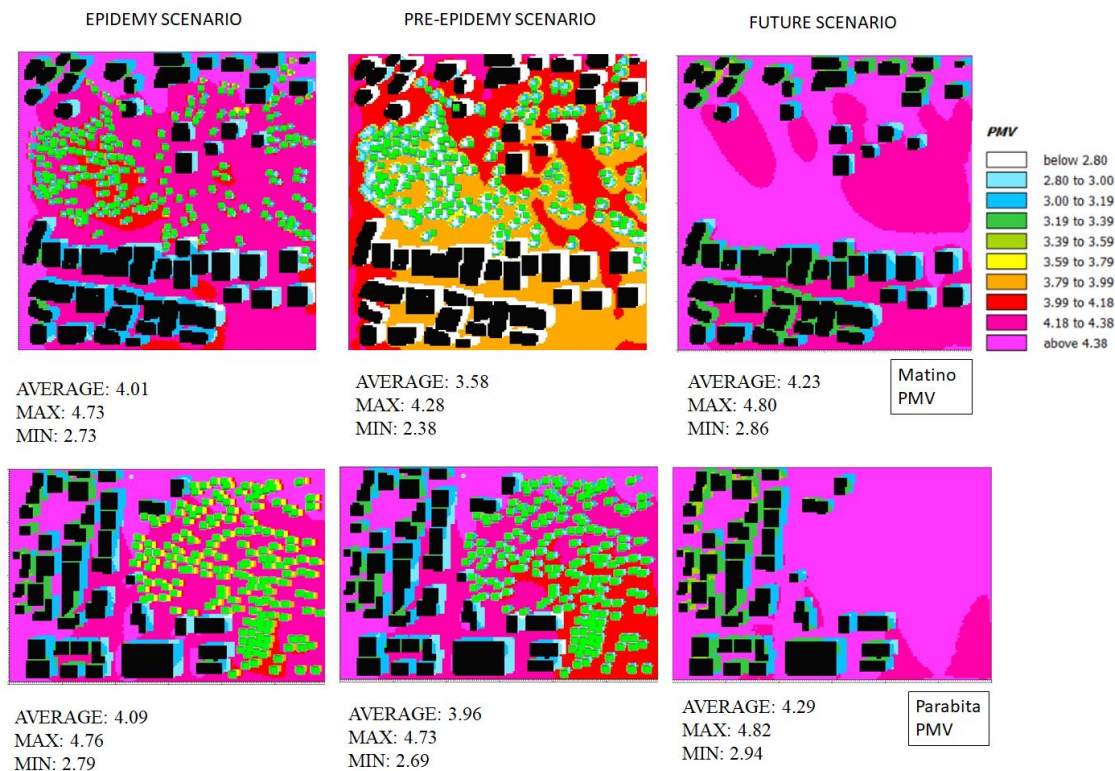 EPIDEMY SCENARIO
PRE-EPIDEMY SCENARIO
FUTURE SCENARIO
PMV
below 2.80
2.80 to 3.00
3.00 to 3.19
3.19 to 3.39
3.39 to 3.59
3.59 to 3.79
3.79 to 3.99
3.99 to 4.18
4.18 to 4.38
above 4.38
AVERAGE: 4.01
MAX: 4.73
MIN: 2.73
AVERAGE: 3.58
MAX: 4.28
MIN: 2.38
AVERAGE: 4.23
MAX: 4.80
MIN: 2.86
Matino
PMV
AVERAGE: 4.09
MAX: 4.76
MIN: 2.79
AVERAGE: 3.96
MAX: 4.73
MIN: 2.69
AVERAGE: 4.29
MAX: 4.82
MIN: 2.94
Parabita
PMV